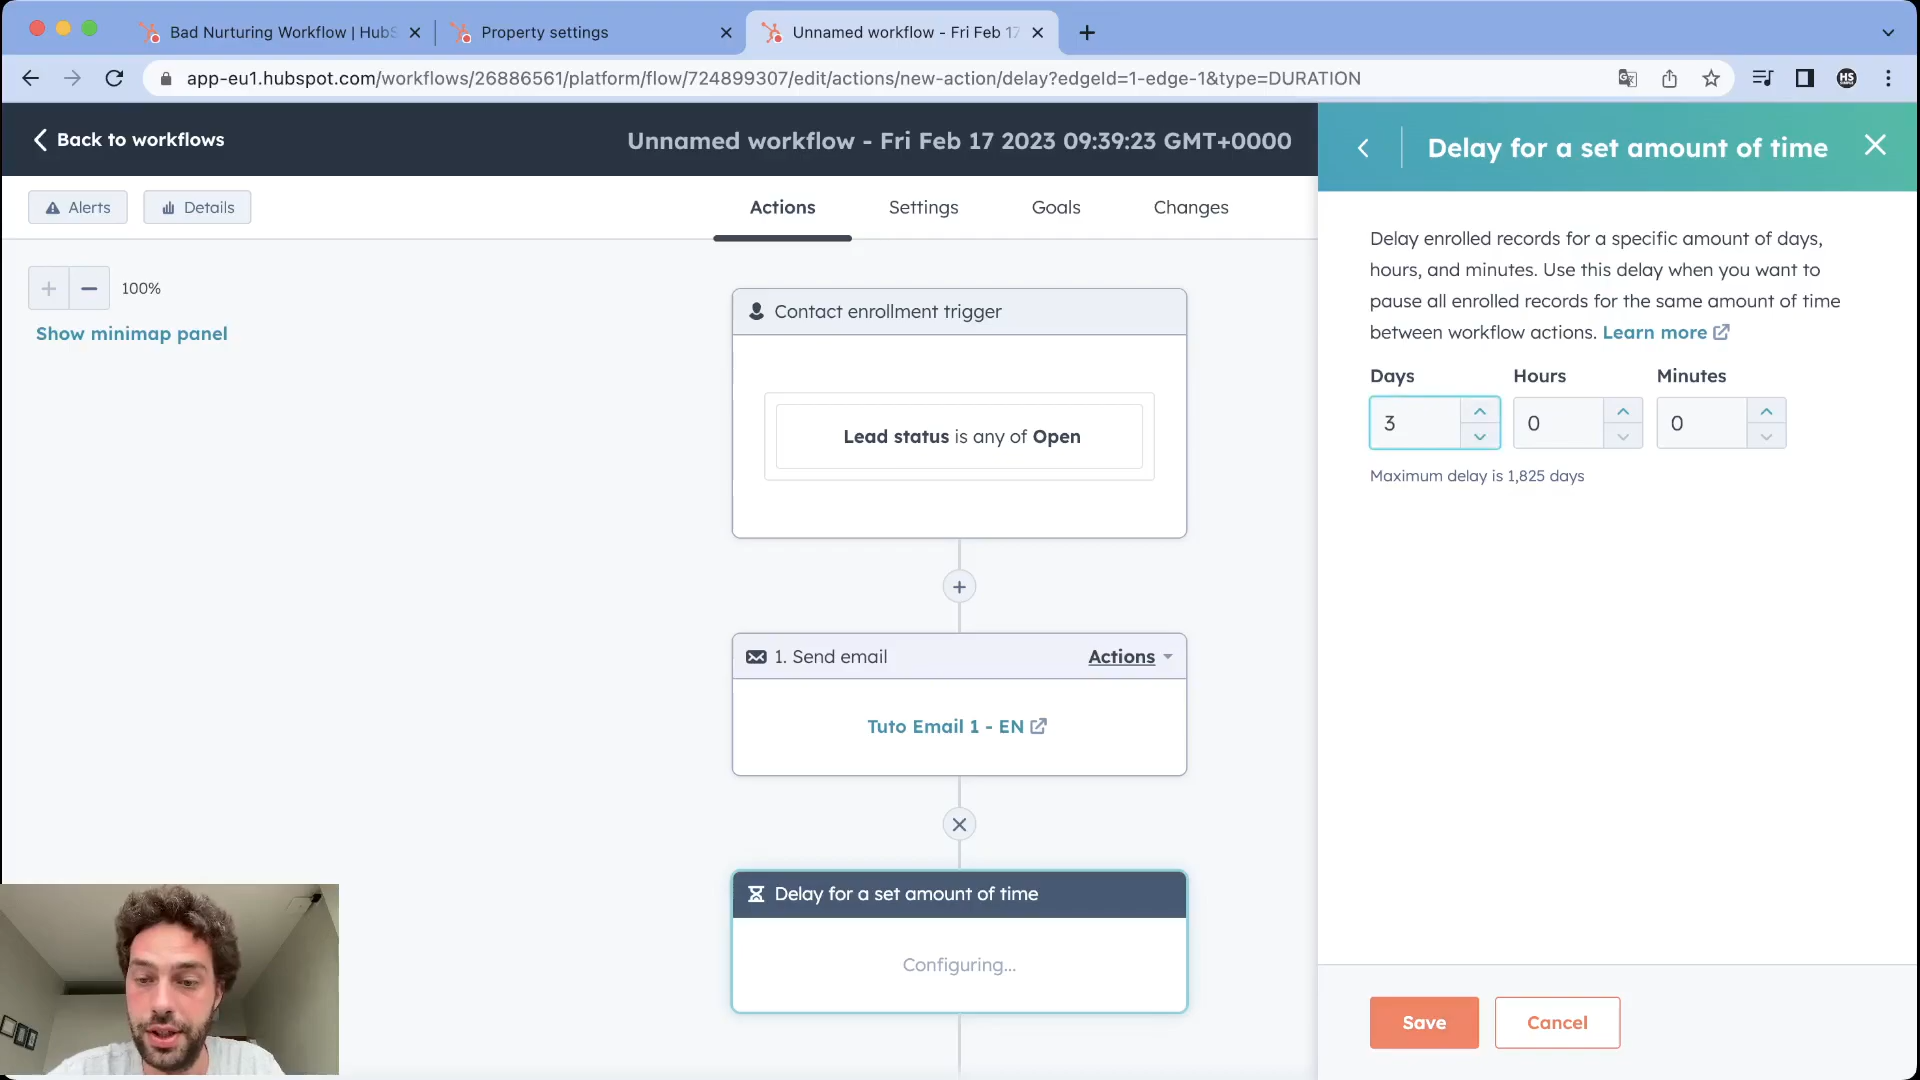 Bad Nurturing Workflow | HubS
Property settings
Unnamed workflow - Fri Feb 17
app-eu1.hubspot.com/workflows/26886561/platform/flow/724899307/edit/actions/new-action/delay?edgeId=1-edge-1&type=DURATION
HS
Back to workflows
Unnamed workflow - Fri Feb 17 2023 09:39:23 GMT+0000
Delay for a set amount of time
Alerts
Details
Actions
Settings
Goals
Changes
100%
Show minimap panel
Contact enrollment trigger
Lead status is any of Open
1. Send email
Actions
Tuto Email 1 - EN
Delay for a set amount of time
Configuring...
Delay enrolled records for a specific amount of days,
hours, and minutes. Use this delay when you want to
pause all enrolled records for the same amount of time
between workflow actions. Learn more
Days
Hours
Minutes
3
0
0
Maximum delay is 1,825 days
Save
Cancel